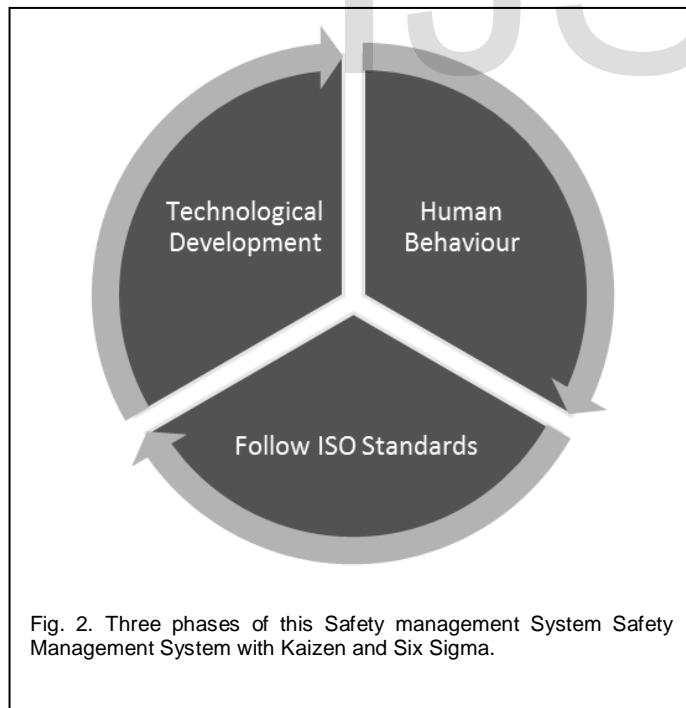 Technological
Development
Human
Behaviour
Follow ISO Standards
Fig. 2. Three phases of this Safety management System Safety
Management System with Kaizen and Six Sigma.